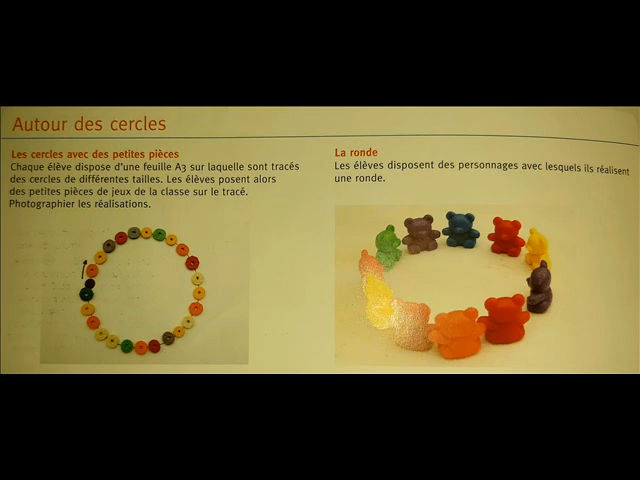 Autour des cercles
Les cercles avec des petites pièces
Chaque élève dispose d'une feuille A3 sur laquelle sont tracés
des cercles de différentes tailles. Les élèves posent alors
des petites pièces de jeux de la classe sur le tracé.
Photographier les réalisations.
La ronde
Les élèves disposent des personnages avec lesquels ils réalisent
une ronde.